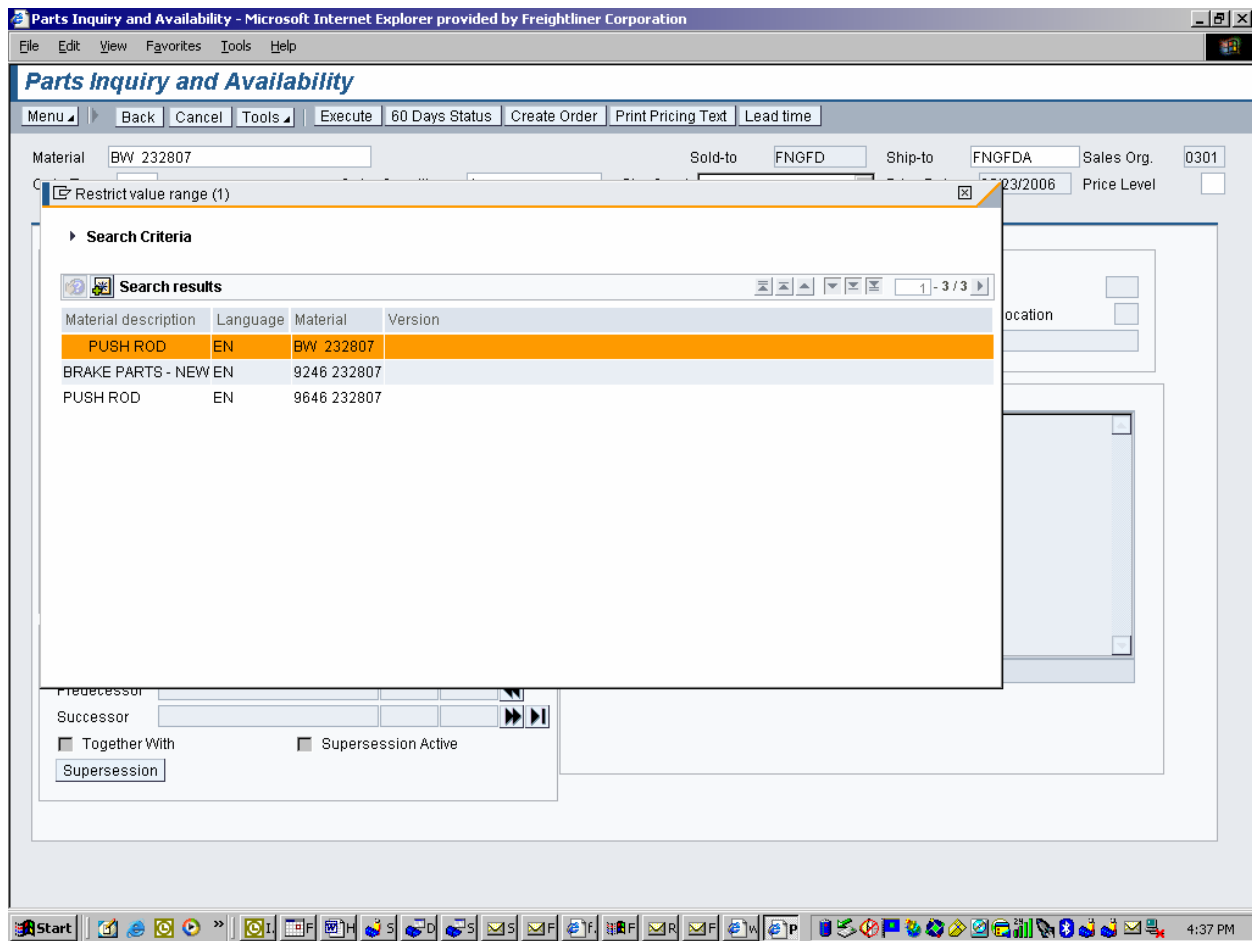 Parts Inquiry and Availability - Microsoft Internet Explorer provided by Freightliner Corporation
File Edit View Favorites Tools Help
Parts Inquiry and Availability
Menu Back Cancel Tools Execute 60 Days Status Create Order Print Pricing Text Lead time
Material BW 232807 Sold-to FNGFD Ship-to FNGFDA Sales Org. 0301
23/2006 Price Level
Restrict value range (1)
Search Criteria
Search results 1 - 3 / 3
Material description Language Material Version
PUSH ROD EN BW 232807
BRAKE PARTS - NEW EN 9246 232807
PUSH ROD EN 9646 232807
ocation
Predecessor
Successor
Together With Supersession Active
Supersession
Start » I. F H S D S S F f. F R F W P 4:37 PM